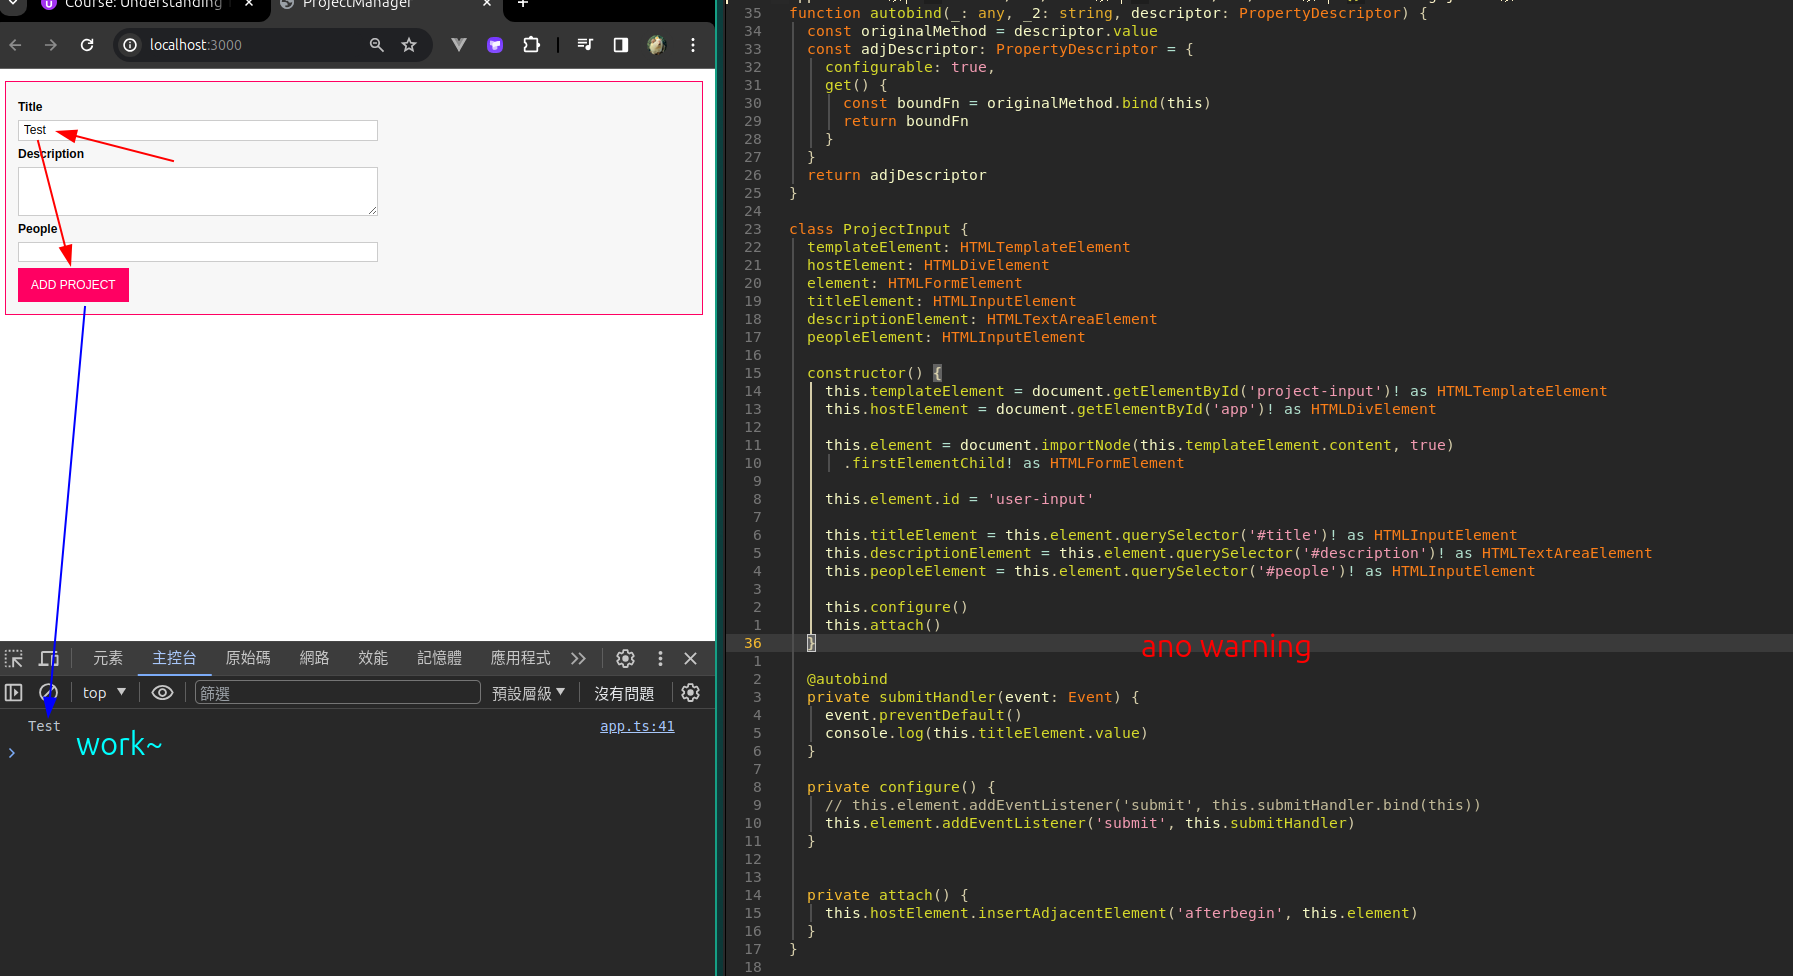 Course: Understanding
ProjectManager
localhost:3000
Title
Test
Description
People
ADD PROJECT
元素 主控台 原始碼 網路 效能 記憶體 應用程式
top 篩選 預設層級 沒有問題
Test app.ts:41
work~
35 function autobind(_: any, _2: string, descriptor: PropertyDescriptor) {
34 const originalMethod = descriptor.value
33 const adjDescriptor: PropertyDescriptor = {
32 configurable: true,
31 get() {
30 const boundFn = originalMethod.bind(this)
29 return boundFn
28 }
27 }
26 return adjDescriptor
25 }
24
23 class ProjectInput {
22 templateElement: HTMLTemplateElement
21 hostElement: HTMLDivElement
20 element: HTMLFormElement
19 titleElement: HTMLInputElement
18 descriptionElement: HTMLTextAreaElement
17 peopleElement: HTMLInputElement
16
15 constructor() {
14 this.templateElement = document.getElementById('project-input')! as HTMLTemplateElement
13 this.hostElement = document.getElementById('app')! as HTMLDivElement
12
11 this.element = document.importNode(this.templateElement.content, true)
10 .firstElementChild! as HTMLFormElement
9
8 this.element.id = 'user-input'
7
6 this.titleElement = this.element.querySelector('#title')! as HTMLInputElement
5 this.descriptionElement = this.element.querySelector('#description')! as HTMLTextAreaElement
4 this.peopleElement = this.element.querySelector('#people')! as HTMLInputElement
3
2 this.configure()
1 this.attach()
36 }
ano warning
1
2 @autobind
3 private submitHandler(event: Event) {
4 event.preventDefault()
5 console.log(this.titleElement.value)
6 }
7
8 private configure() {
9 // this.element.addEventListener('submit', this.submitHandler.bind(this))
10 this.element.addEventListener('submit', this.submitHandler)
11 }
12
13
14 private attach() {
15 this.hostElement.insertAdjacentElement('afterbegin', this.element)
16 }
17 }
18